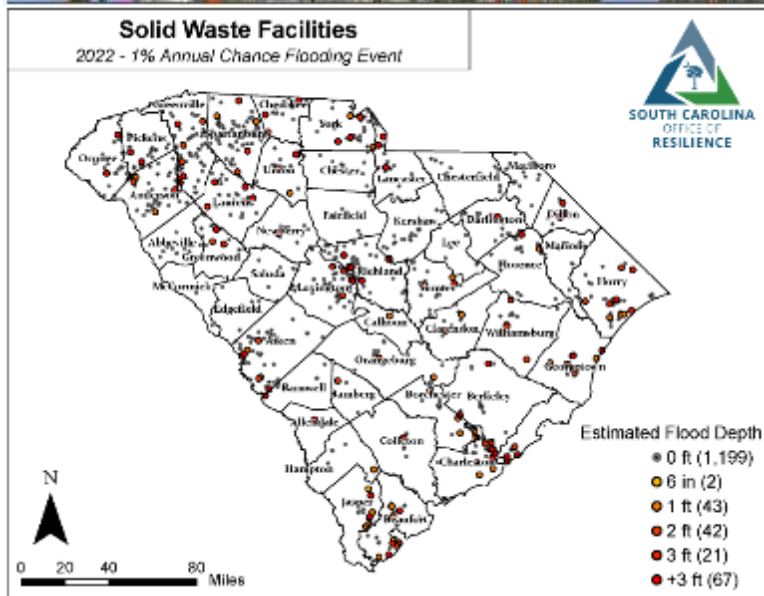 Solid Waste Facilities
2022 - 1% Annual Chance Flooding Event
SOUTH CAROLINA
OFFICE OF
RESILIENCE
Greenville
Cherokee
Spartanburg
York
Pickens
Oconee
Union
Chester
Lancaster
Chesterfield
Marlboro
Anderson
Laurens
Fairfield
Kershaw
Darlington
Dillon
Abbeville
Greenwood
Newberry
Lee
Marion
Florence
McCormick
Saluda
Lexington
Richland
Sumter
Horry
Edgefield
Calhoun
Clarendon
Williamsburg
Aiken
Orangeburg
Georgetown
Barnwell
Bamberg
Dorchester
Berkeley
Allendale
Colleton
Charleston
Hampton
Jasper
Beaufort
Estimated Flood Depth
0 ft (1,199)
6 in (2)
1 ft (43)
2 ft (42)
3 ft (21)
+3 ft (67)
N
0 20 40 80
Miles